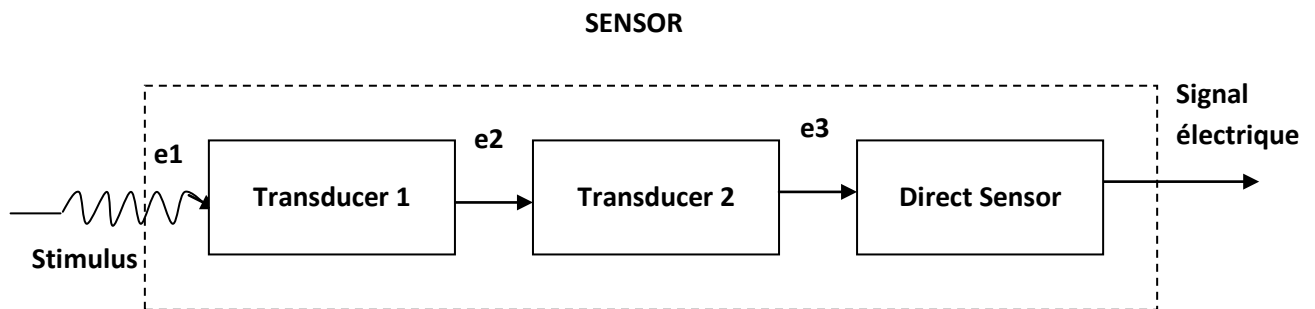 SENSOR
Signal
électrique
e1
e2
e3
Transducer 1
Transducer 2
Direct Sensor
Stimulus